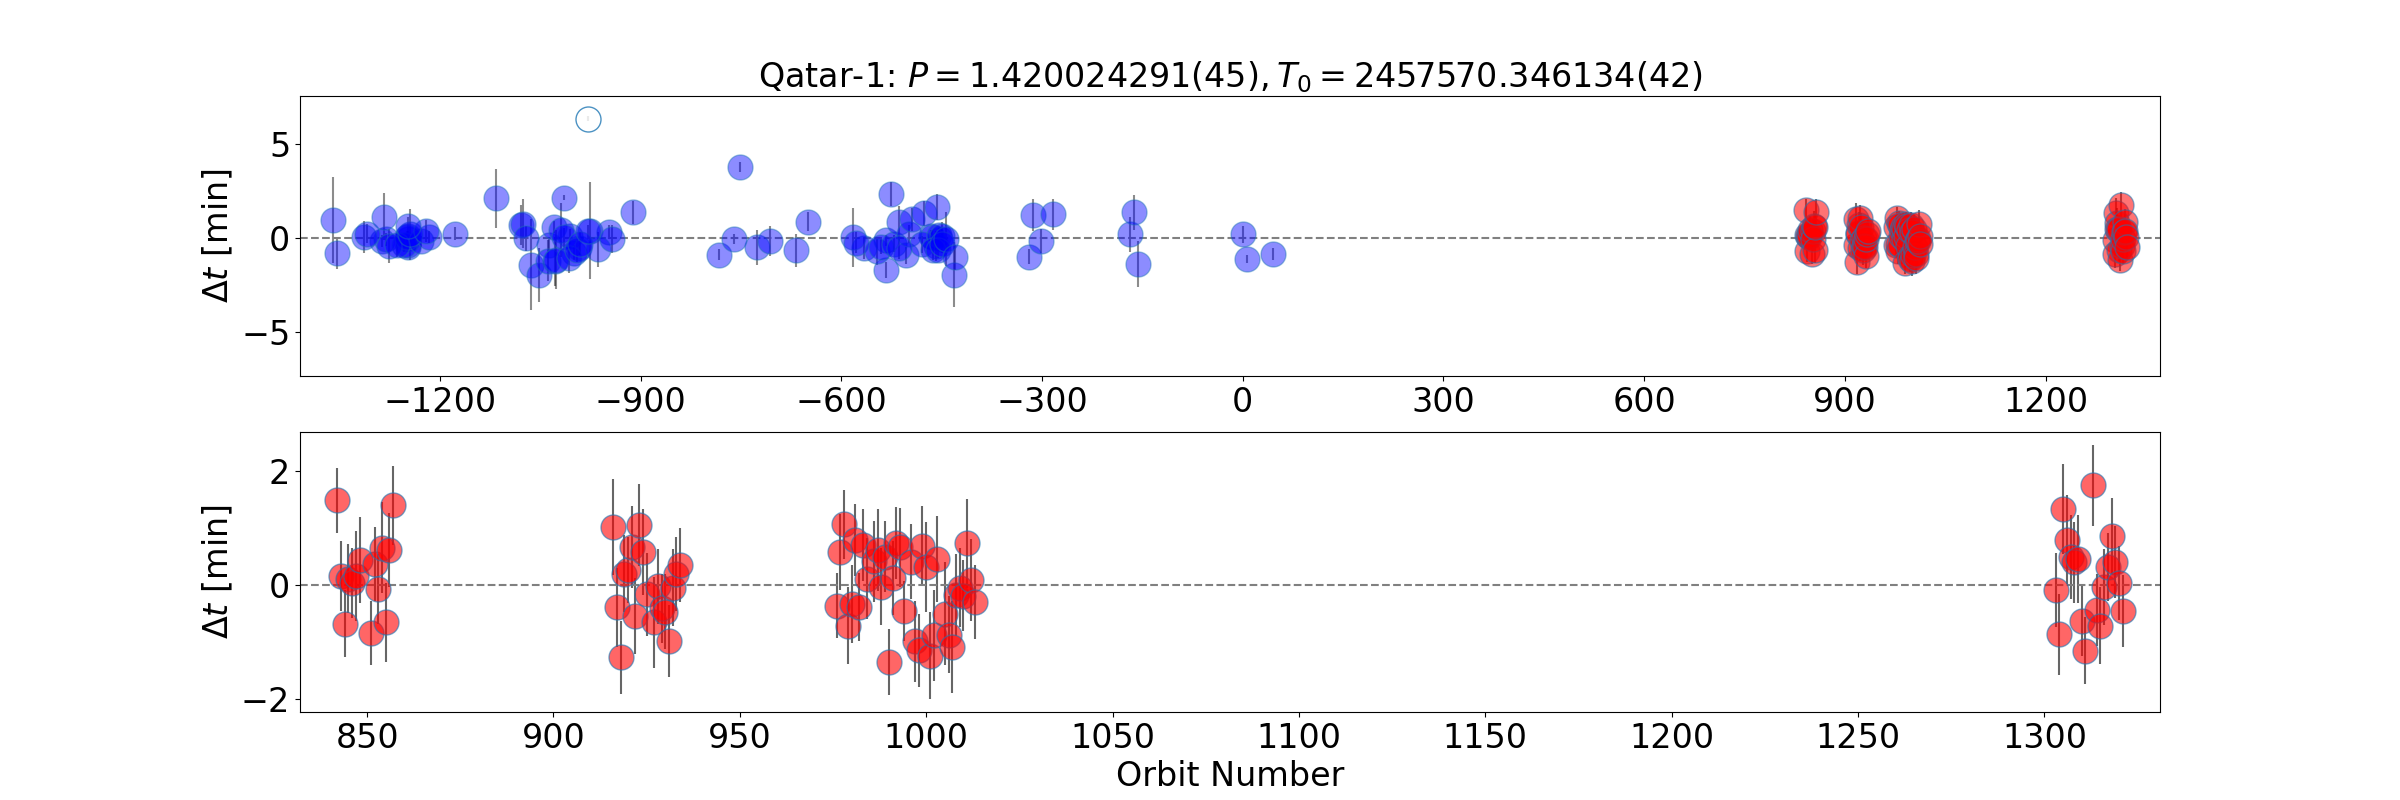 Qatar-1: P = 1.420024291(45), T₀ = 2457570.346134(42)
Δt [min]
5
0
−5
−1200 −900 −600 −300 0 300 600 900 1200
Δt [min]
2
0
−2
850 900 950 1000 1050 1100 1150 1200 1250 1300
Orbit Number